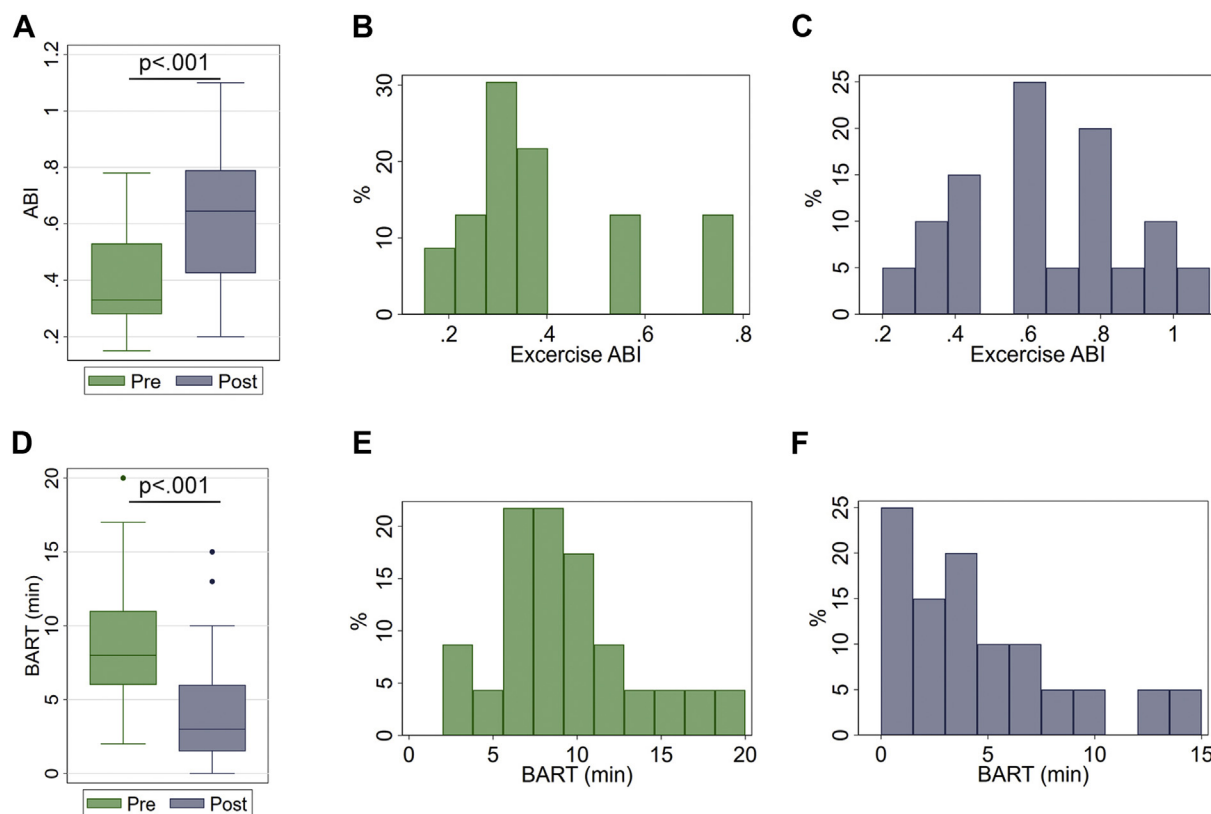 A
1.2
1
.8
.6
.4
.2
ABI
p<.001
Pre Post
B
30
20
10
0
%
.2 .4 .6 .8
Excercise ABI
C
25
20
15
10
5
0
%
.2 .4 .6 .8 1
Excercise ABI
D
20
15
10
5
0
BART (min)
p<.001
Pre Post
E
20
15
10
5
0
%
0 5 10 15 20
BART (min)
F
25
20
15
10
5
0
%
0 5 10 15
BART (min)